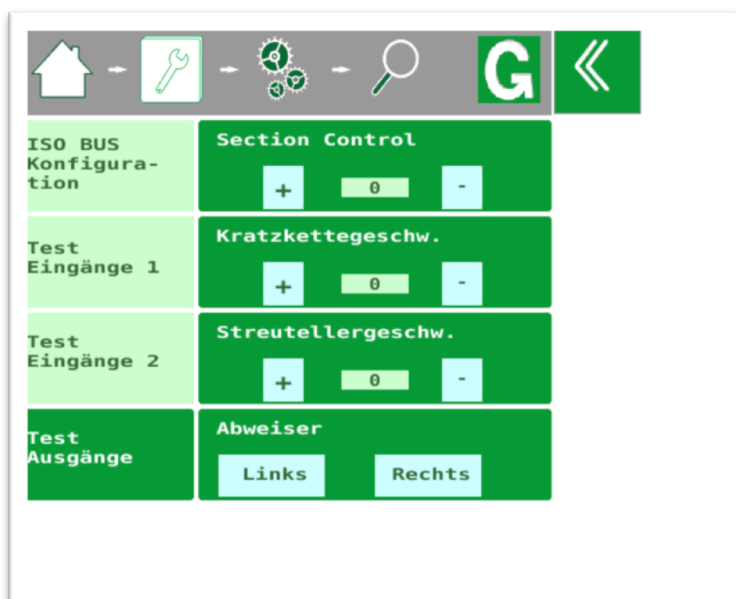 G
ISO BUS
Konfigura-
tion
Section Control
+ 0 -
Test
Eingänge 1
Kratzkettegeschw.
+ 0 -
Test
Eingänge 2
Streutellergeschw.
+ 0 -
Test
Ausgänge
Abweiser
Links Rechts